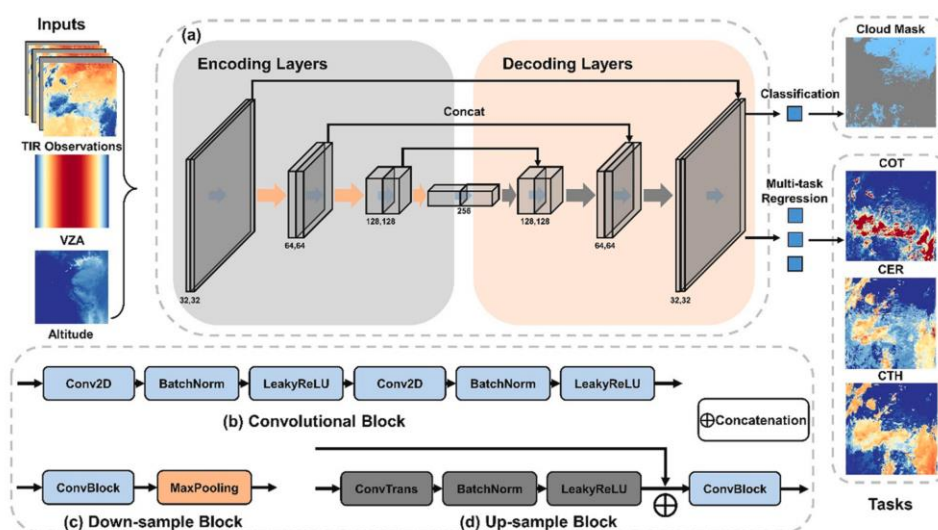 Inputs
TIR Observations
VZA
Altitude
(a)
Encoding Layers
Decoding Layers
Concat
32,32
64,64
128,128
256
128,128
64,64
32,32
Classification
Multi-task
Regression
Cloud Mask
COT
CER
CTH
Tasks
Conv2D
BatchNorm
LeakyReLU
Conv2D
BatchNorm
LeakyReLU
(b) Convolutional Block
Concatenation
ConvBlock
MaxPooling
(c) Down-sample Block
ConvTrans
BatchNorm
LeakyReLU
ConvBlock
(d) Up-sample Block